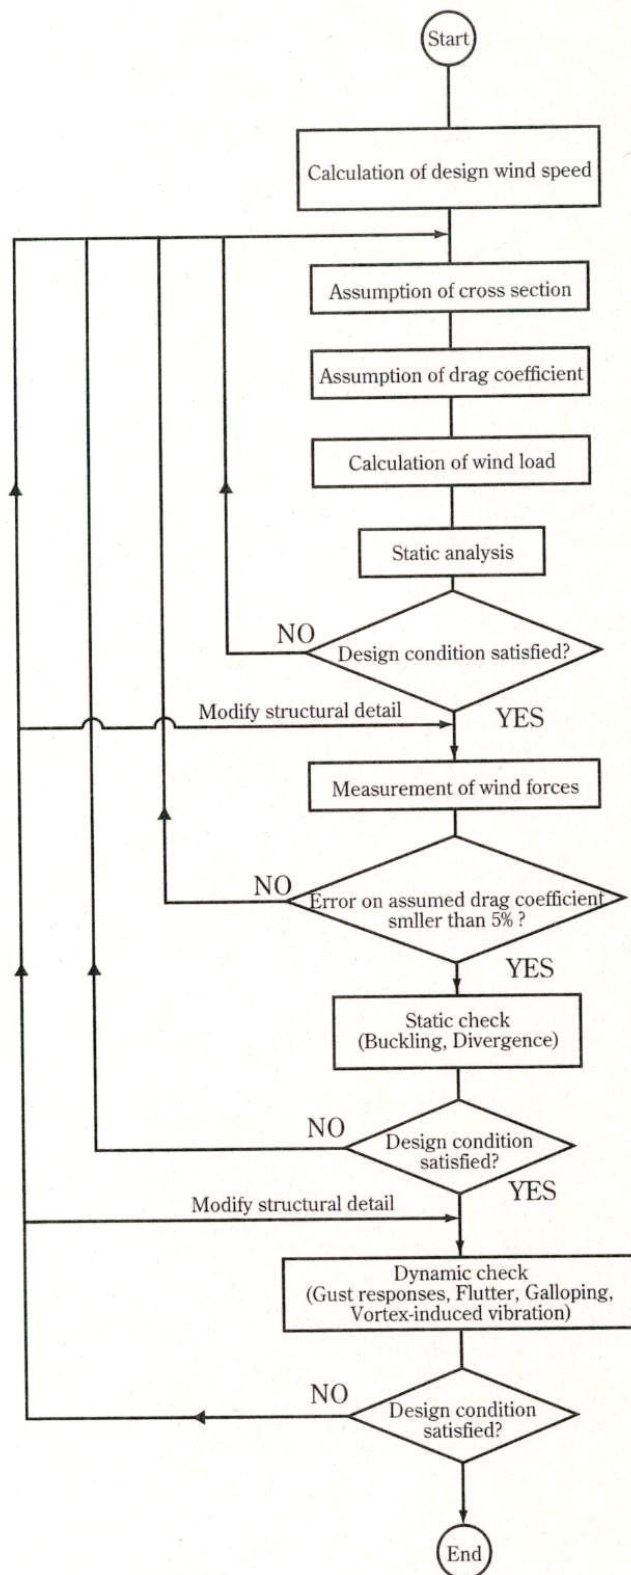 Start
Calculation of design wind speed
Assumption of cross section
Assumption of drag coefficient
Calculation of wind load
Static analysis
NO
Design condition satisfied?
Modify structural detail
YES
Measurement of wind forces
NO
Error on assumed drag coefficient
smller than 5% ?
YES
Static check
(Buckling, Divergence)
NO
Design condition
satisfied?
YES
Modify structural detail
Dynamic check
(Gust responses, Flutter, Galloping,
Vortex-induced vibration)
NO
Design condition
satisfied?
End